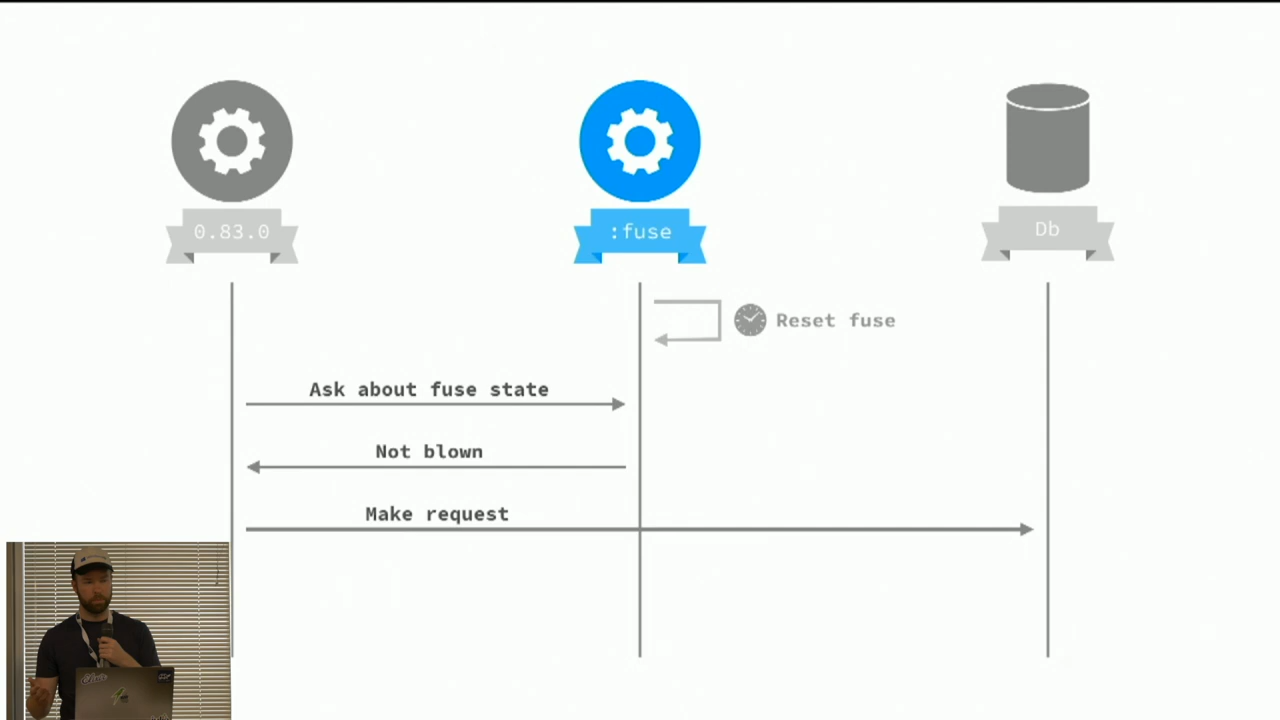 0.83.0
:fuse
Db
Reset fuse
Ask about fuse state
Not blown
Make request